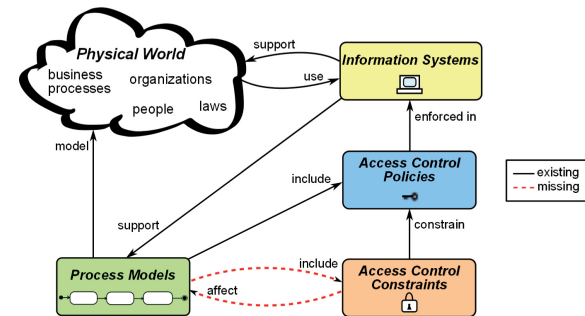 support
Physical World
Information Systems
business
processes
organizations
use
people
laws
enforced in
model
Access Control
Policies
include
existing
missing
support
constrain
include
Process Models
Access Control
Constraints
affect